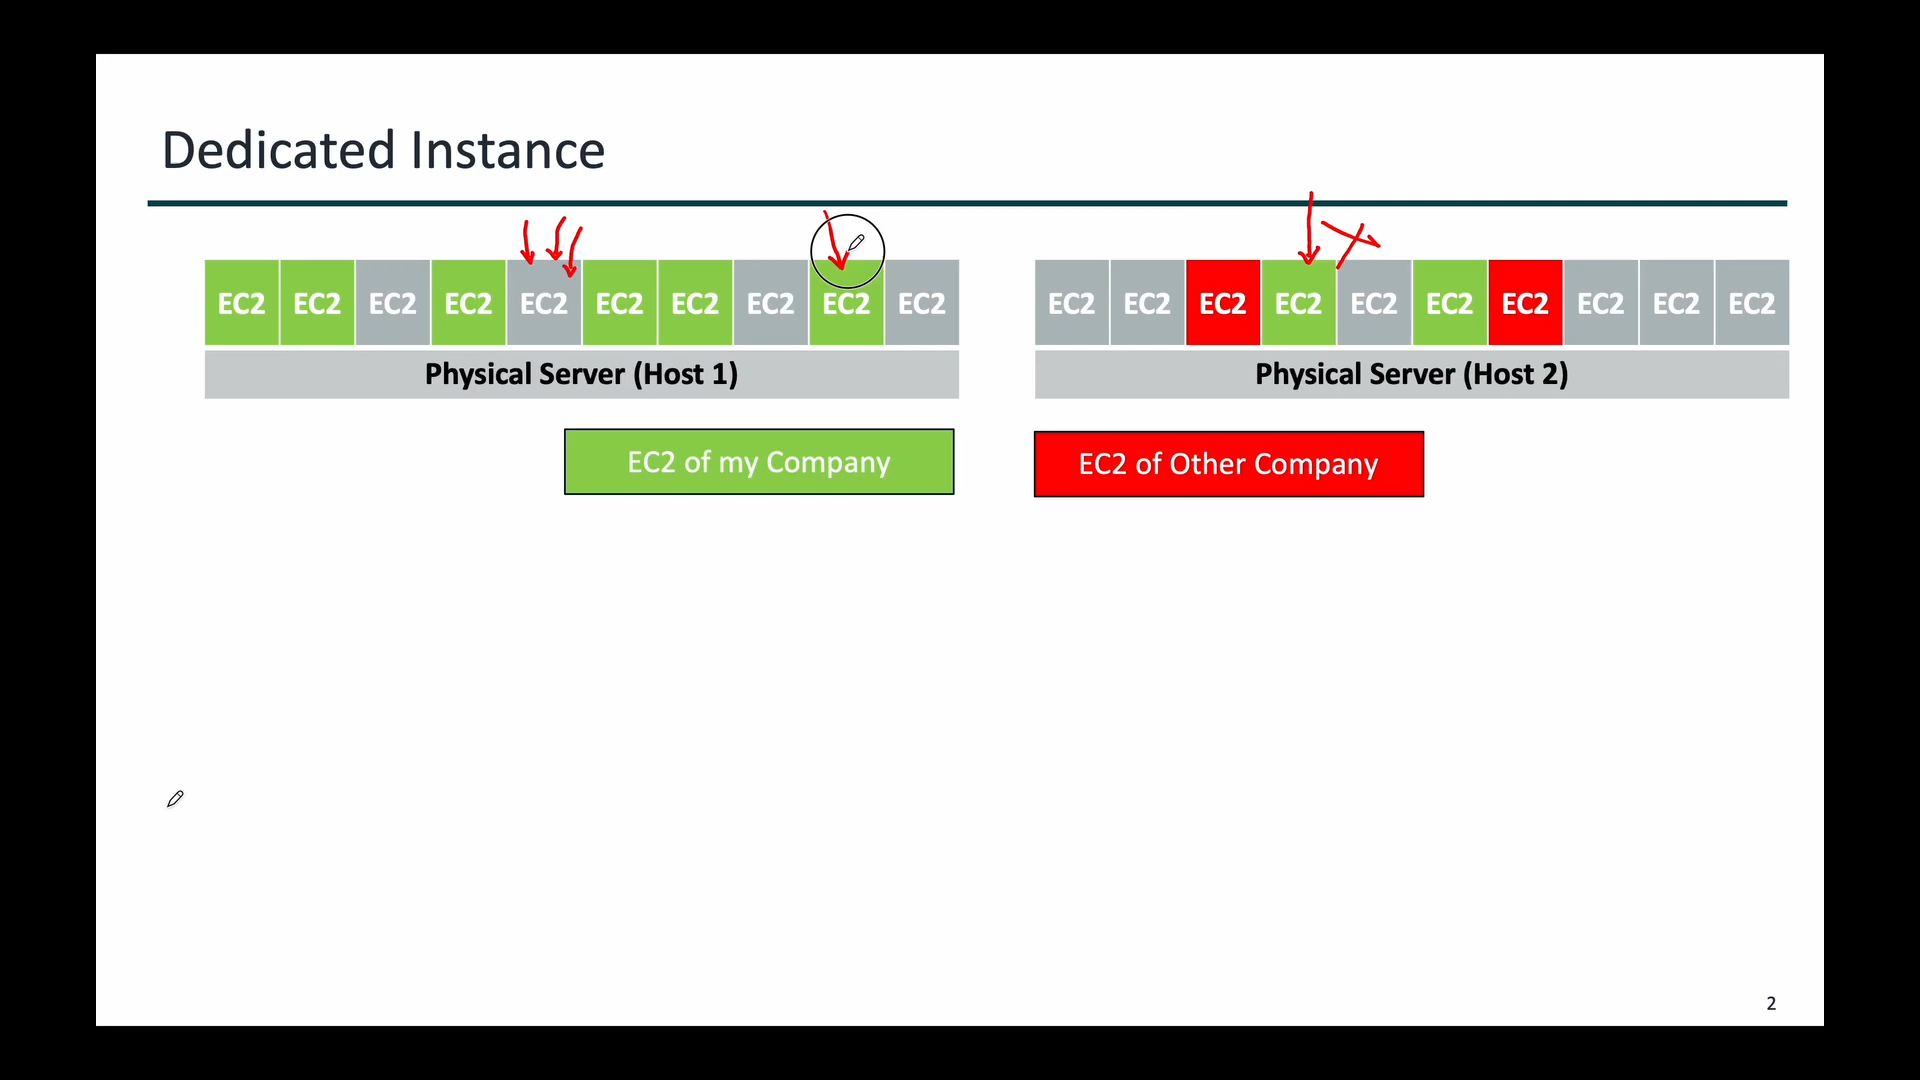 Dedicated Instance
EC2 EC2 EC2 EC2 EC2 EC2 EC2 EC2 EC2 EC2
Physical Server (Host 1)
EC2 EC2 EC2 EC2 EC2 EC2 EC2 EC2 EC2 EC2
Physical Server (Host 2)
EC2 of my Company
EC2 of Other Company
2